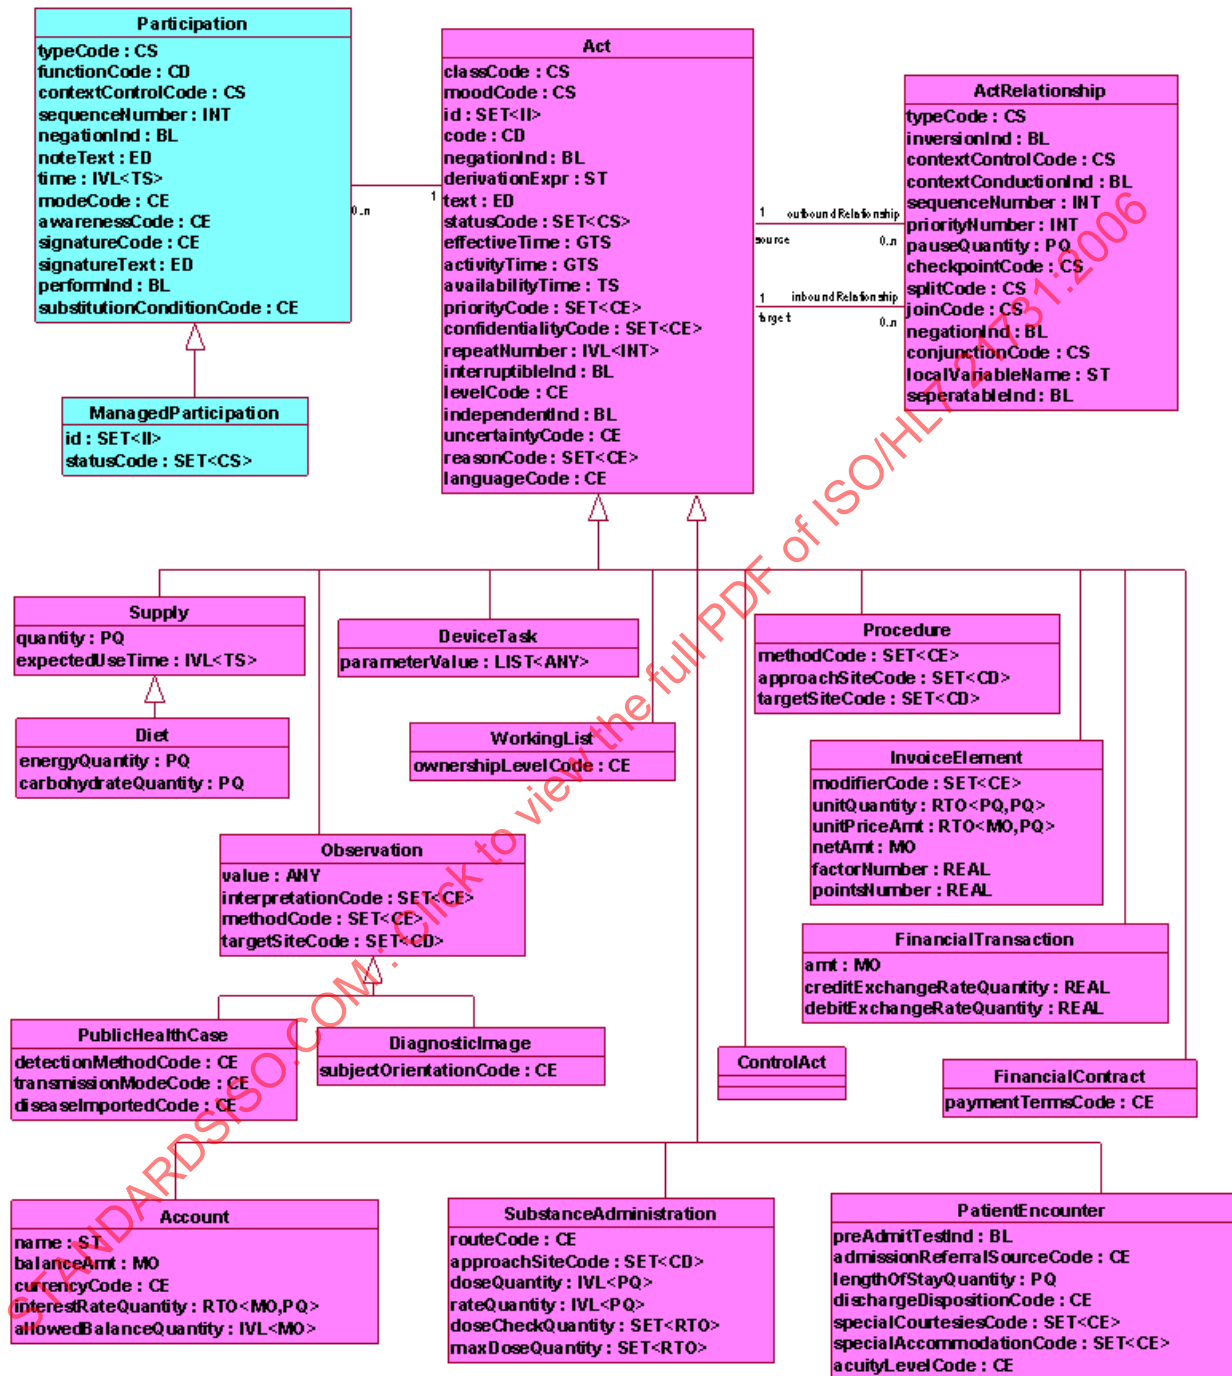 Participation
typeCode : CS
functionCode : CD
contextControlCode : CS
sequenceNumber : INT
negationInd : BL
noteText : ED
time : IVL<TS>
modeCode : CE
awarenessCode : CE
signatureCode : CE
signatureText : ED
performInd : BL
substitutionConditionCode : CE
ManagedParticipation
id : SET<II>
statusCode : SET<CS>
0..n
1
Act
classCode : CS
moodCode : CS
id : SET<II>
code : CD
negationInd : BL
derivationExpr : ST
text : ED
statusCode : SET<CS>
effectiveTime : GTS
activityTime : GTS
availabilityTime : TS
priorityCode : SET<CE>
confidentialityCode : SET<CE>
repeatNumber : IVL<INT>
interruptibleInd : BL
levelCode : CE
independentInd : BL
uncertaintyCode : CE
reasonCode : SET<CE>
languageCode : CE
1 outboundRelationship
source 0..n
1 inboundRelationship
target 0..n
ActRelationship
typeCode : CS
inversionInd : BL
contextControlCode : CS
contextConductionInd : BL
sequenceNumber : INT
priorityNumber : INT
pauseQuantity : PQ
checkpointCode : CS
splitCode : CS
joinCode : CS
negationInd : BL
conjunctionCode : CS
localVariableName : ST
seperatableInd : BL
Supply
quantity : PQ
expectedUseTime : IVL<TS>
Diet
energyQuantity : PQ
carbohydrateQuantity : PQ
DeviceTask
parameterValue : LIST<ANY>
WorkingList
ownershipLevelCode : CE
Procedure
methodCode : SET<CE>
approachSiteCode : SET<CD>
targetSiteCode : SET<CD>
InvoiceElement
modifierCode : SET<CE>
unitQuantity : RTO<PQ,PQ>
unitPriceAmt : RTO<MO,PQ>
netAmt : MO
factorNumber : REAL
pointsNumber : REAL
Observation
value : ANY
interpretationCode : SET<CE>
methodCode : SET<CE>
targetSiteCode : SET<CD>
FinancialTransaction
amt : MO
creditExchangeRateQuantity : REAL
debitExchangeRateQuantity : REAL
PublicHealthCase
detectionMethodCode : CE
transmissionModeCode : CE
diseaseImportedCode : CE
DiagnosticImage
subjectOrientationCode : CE
ControlAct
FinancialContract
paymentTermsCode : CE
Account
name : ST
balanceAmt : MO
currencyCode : CE
interestRateQuantity : RTO<MO,PQ>
allowedBalanceQuantity : IVL<MO>
SubstanceAdministration
routeCode : CE
approachSiteCode : SET<CD>
doseQuantity : IVL<PQ>
rateQuantity : IVL<PQ>
doseCheckQuantity : SET<RTO>
maxDoseQuantity : SET<RTO>
PatientEncounter
preAdmitTestInd : BL
admissionReferralSourceCode : CE
lengthOfStayQuantity : PQ
dischargeDispositionCode : CE
specialCourtesiesCode : SET<CE>
specialAccommodationCode : SET<CE>
acuityLevelCode : CE
STANDARDSISO.COM : Click to view the full PDF of ISO/HL7 21731:2006